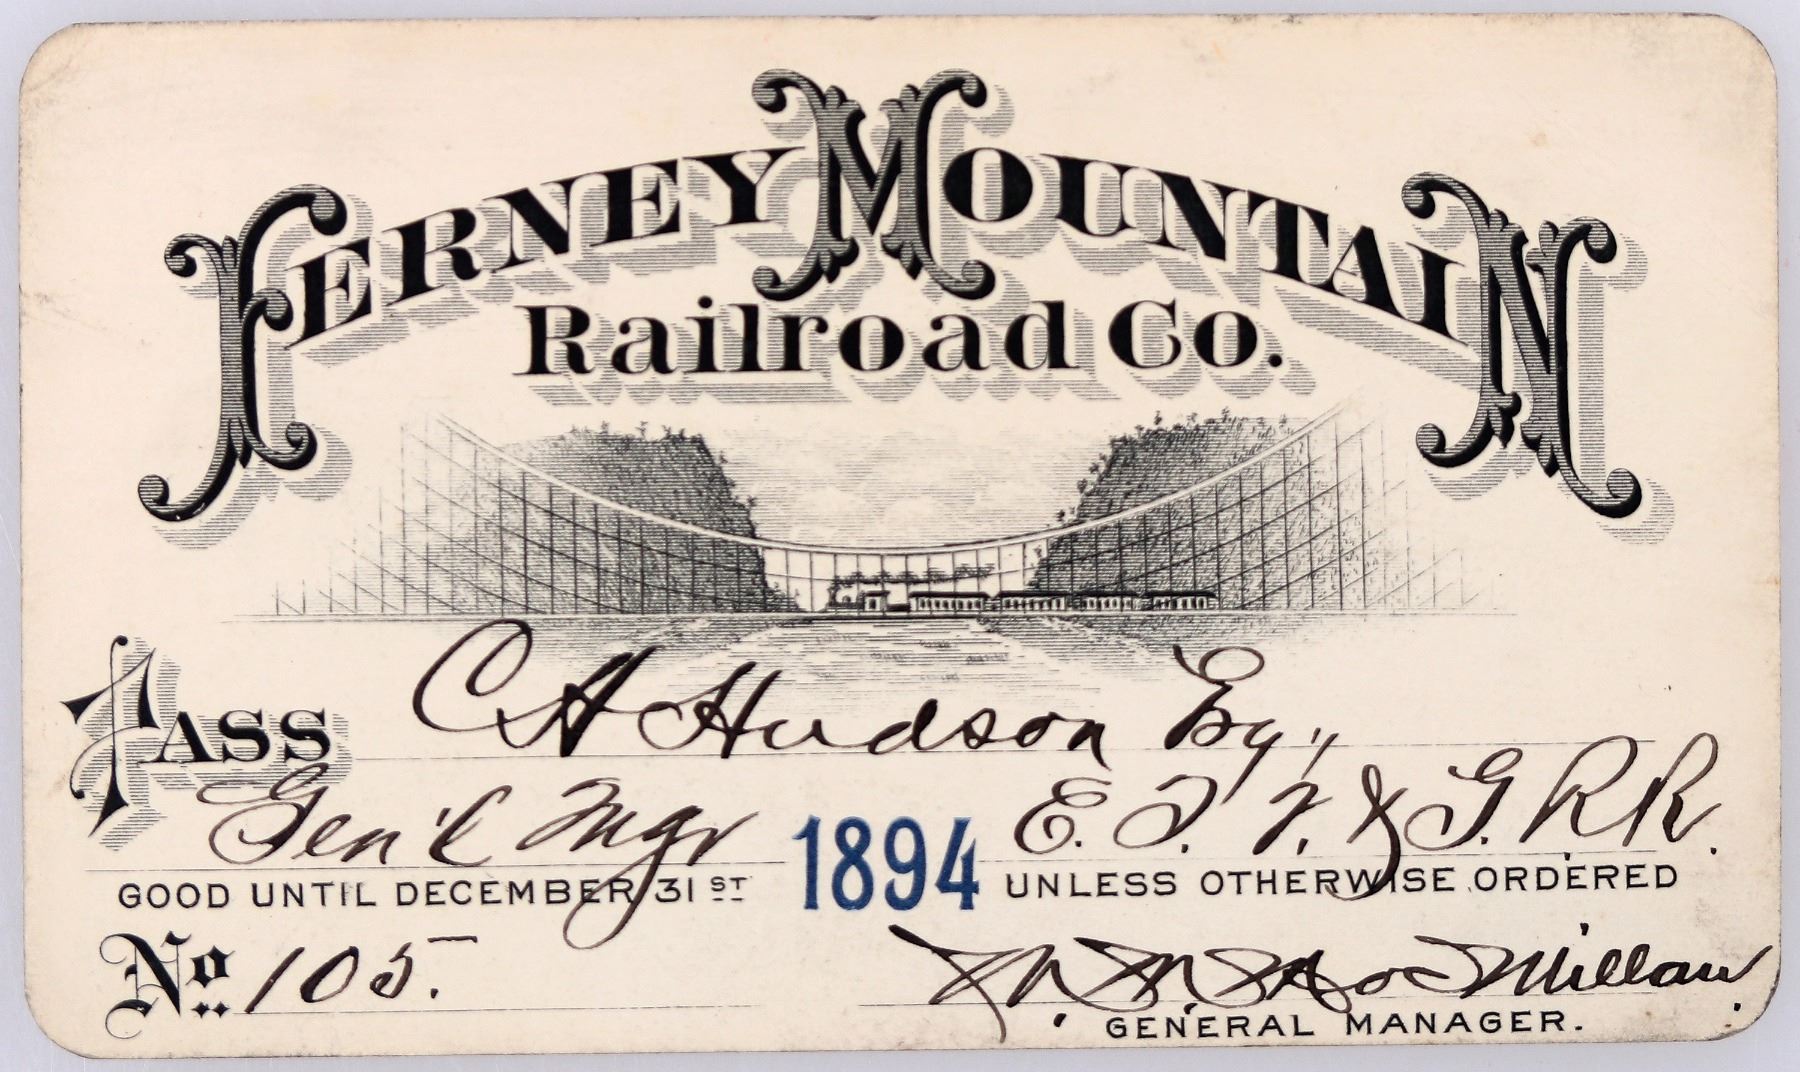 FERNEY MOUNTAIN
Railroad Co.
PASS C H Hudson Esq,
Gen'l Mgr E. T. V. & G. R R.
GOOD UNTIL DECEMBER 31ST 1894 UNLESS OTHERWISE ORDERED
No. 105.
GENERAL MANAGER.